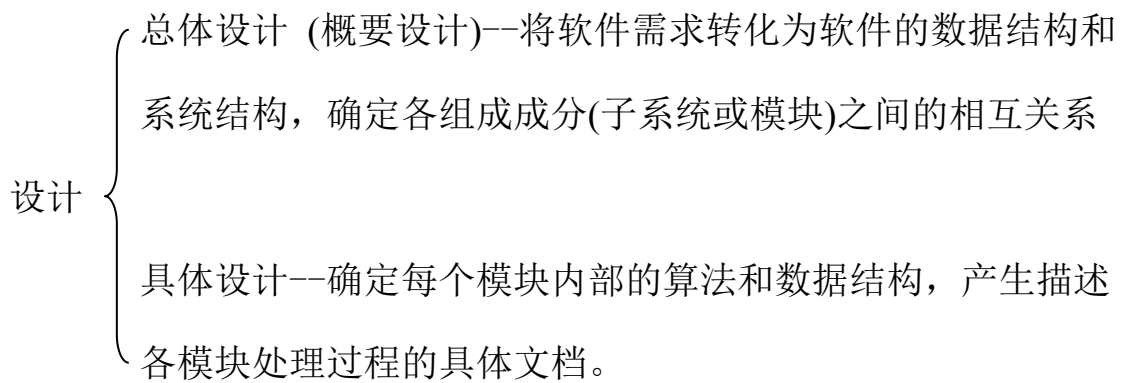 总体设计 (概要设计)--将软件需求转化为软件的数据结构和
系统结构，确定各组成成分(子系统或模块)之间的相互关系
设计
具体设计--确定每个模块内部的算法和数据结构，产生描述
各模块处理过程的具体文档。